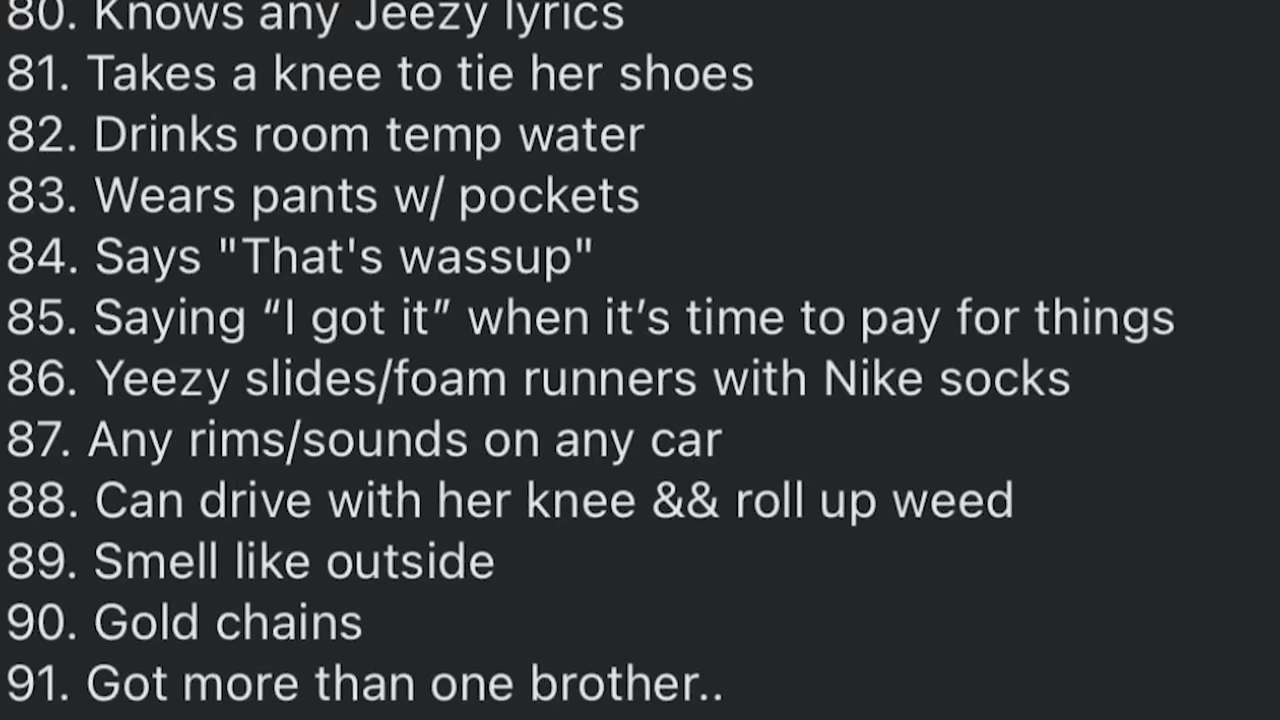 80. Knows any Jeezy lyrics
81. Takes a knee to tie her shoes
82. Drinks room temp water
83. Wears pants w/ pockets
84. Says "That's wassup"
85. Saying “I got it” when it’s time to pay for things
86. Yeezy slides/foam runners with Nike socks
87. Any rims/sounds on any car
88. Can drive with her knee && roll up weed
89. Smell like outside
90. Gold chains
91. Got more than one brother..